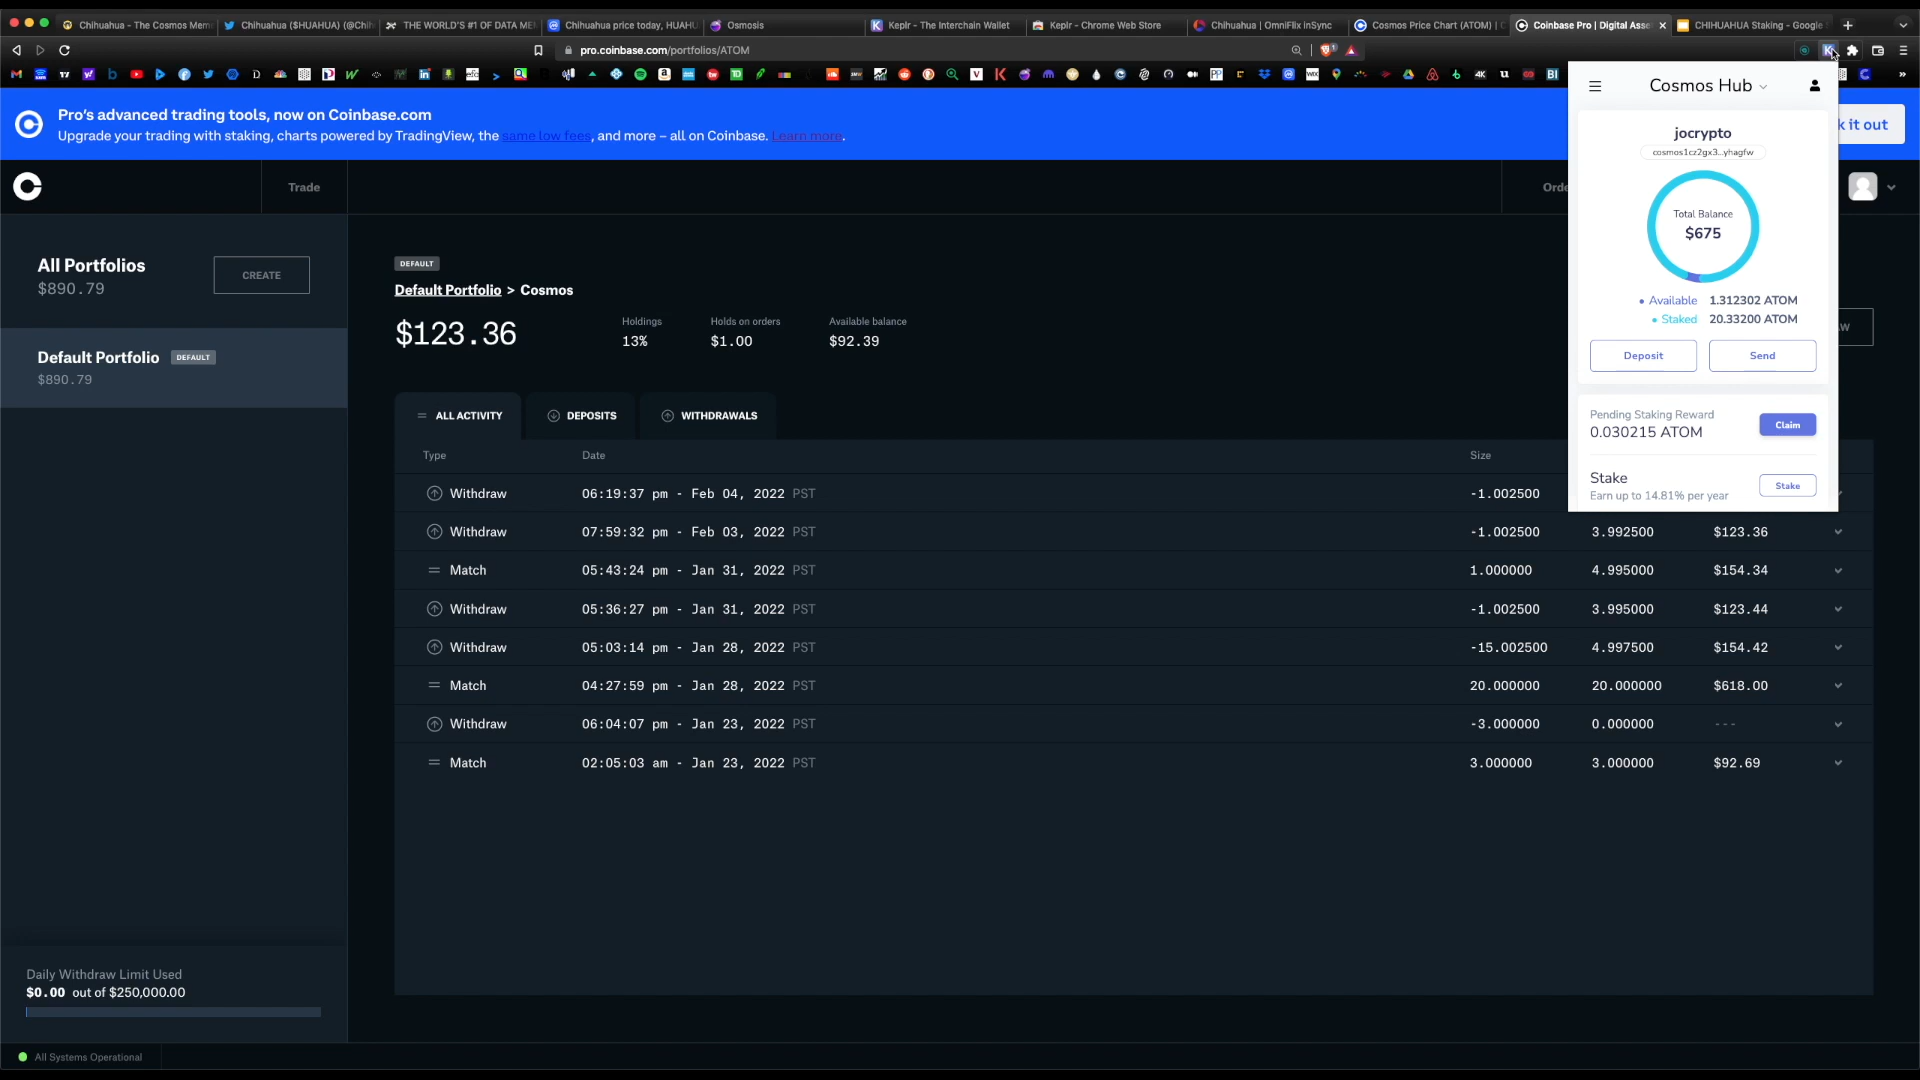 Chihuahua - The Cosmos Mem
Chihuahua ($HUAHUA) (@Chih
THE WORLD'S #1 OF DATA ME
Chihuahua price today, HUAHU
Osmosis
Keplr - The Interchain Wallet
Keplr - Chrome Web Store
Chihuahua | OmniFlix inSync
Cosmos Price Chart (ATOM) | C
Coinbase Pro | Digital Asse
CHIHUAHUA Staking - Google
pro.coinbase.com/portfolios/ATOM
Pro's advanced trading tools, now on Coinbase.com
Upgrade your trading with staking, charts powered by TradingView, the same low fees, and more – all on Coinbase. Learn more.
k it out
Trade
Orde
All Portfolios
$890.79
CREATE
Default Portfolio DEFAULT
$890.79
DEFAULT
Default Portfolio > Cosmos
$123.36
Holdings
13%
Holds on orders
$1.00
Available balance
$92.39
AW
ALL ACTIVITY
DEPOSITS
WITHDRAWALS
Type Date Size
Withdraw 06:19:37 pm - Feb 04, 2022 PST -1.002500
Withdraw 07:59:32 pm - Feb 03, 2022 PST -1.002500 3.992500 $123.36
Match 05:43:24 pm - Jan 31, 2022 PST 1.000000 4.995000 $154.34
Withdraw 05:36:27 pm - Jan 31, 2022 PST -1.002500 3.995000 $123.44
Withdraw 05:03:14 pm - Jan 28, 2022 PST -15.002500 4.997500 $154.42
Match 04:27:59 pm - Jan 28, 2022 PST 20.000000 20.000000 $618.00
Withdraw 06:04:07 pm - Jan 23, 2022 PST -3.000000 0.000000 ---
Match 02:05:03 am - Jan 23, 2022 PST 3.000000 3.000000 $92.69
Cosmos Hub
jocrypto
cosmos1cz2gx3...yhagfw
Total Balance
$675
Available 1.312302 ATOM
Staked 20.33200 ATOM
Deposit
Send
Pending Staking Reward
0.030215 ATOM
Claim
Stake
Earn up to 14.81% per year
Stake
Daily Withdraw Limit Used
$0.00 out of $250,000.00
All Systems Operational